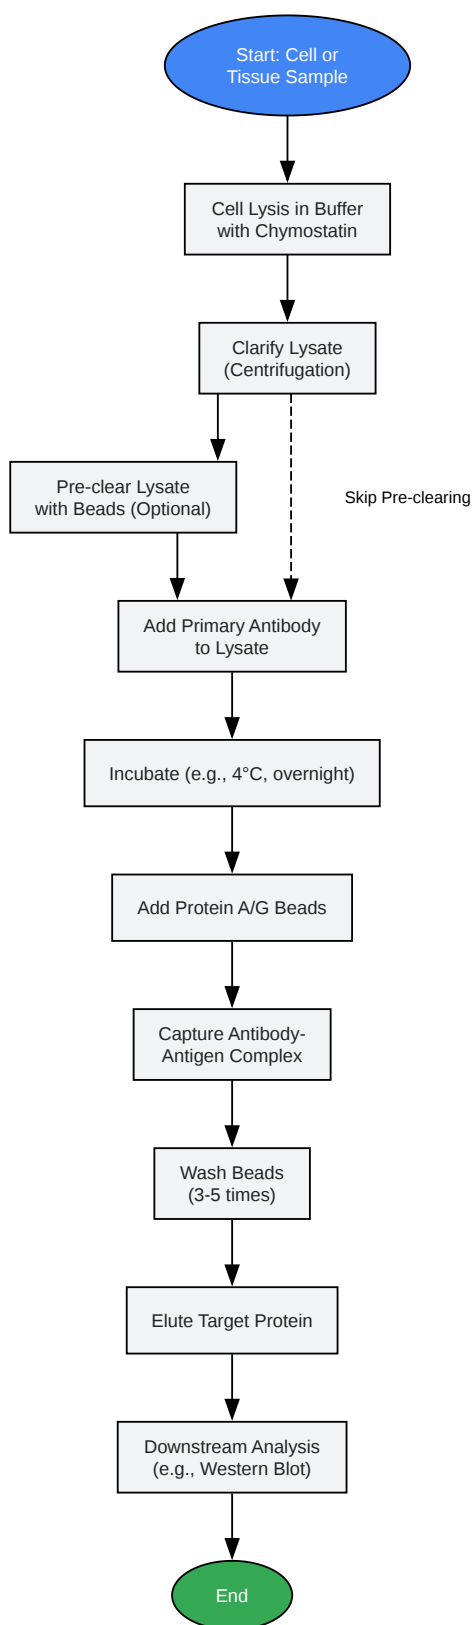 Start: Cell or
Tissue Sample
Cell Lysis in Buffer
with Chymostatin
Clarify Lysate
(Centrifugation)
Pre-clear Lysate
with Beads (Optional)
Skip Pre-clearing
Add Primary Antibody
to Lysate
Incubate (e.g., 4°C, overnight)
Add Protein A/G Beads
Capture Antibody-
Antigen Complex
Wash Beads
(3-5 times)
Elute Target Protein
Downstream Analysis
(e.g., Western Blot)
End